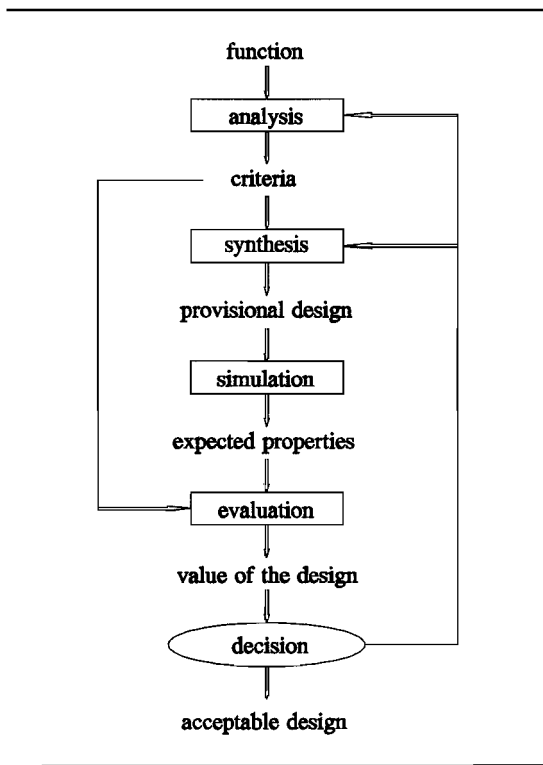 function
analysis
criteria
synthesis
provisional design
simulation
expected properties
evaluation
value of the design
decision
acceptable design